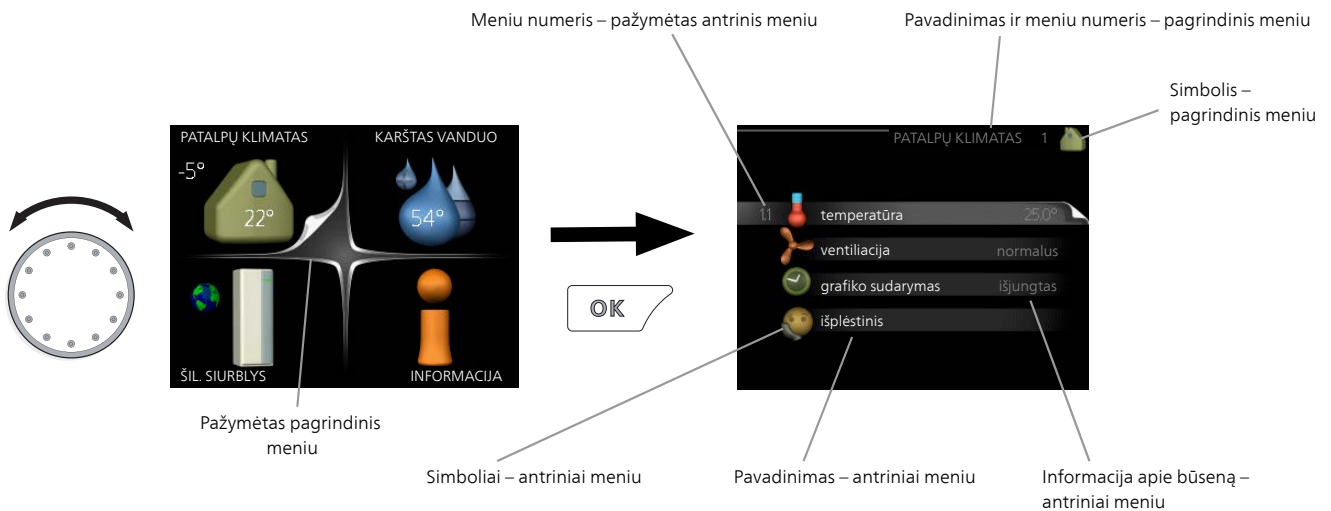 Meniu numeris – pažymėtas antrinis meniu
Pavadinimas ir meniu numeris – pagrindinis meniu
Simbolis –
pagrindinis meniu
PATALPŲ KLIMATAS
KARŠTAS VANDUO
-5°
22°
54°
ŠIL. SIURBLYS
INFORMACIJA
OK
PATALPŲ KLIMATAS 1
1.1 temperatūra 25.0°
ventiliacija normalus
grafiko sudarymas išjungtas
išplėstinis
Pažymėtas pagrindinis
meniu
Simboliai – antriniai meniu
Pavadinimas – antriniai meniu
Informacija apie būseną –
antriniai meniu